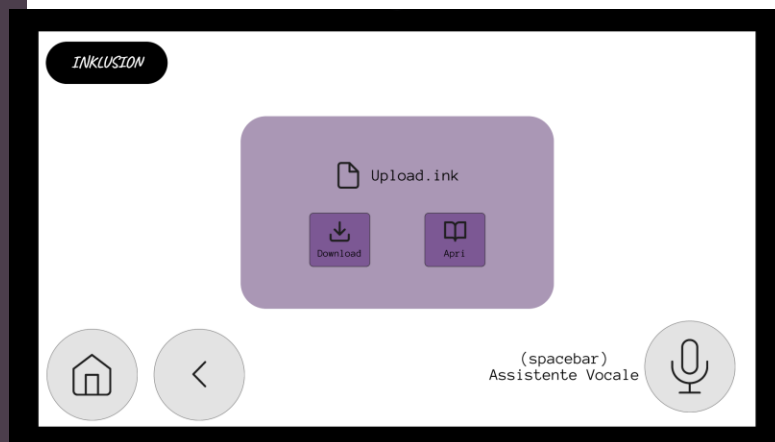 INKLUSION
Upload.ink
Download
Apri
(spacebar)
Assistente Vocale